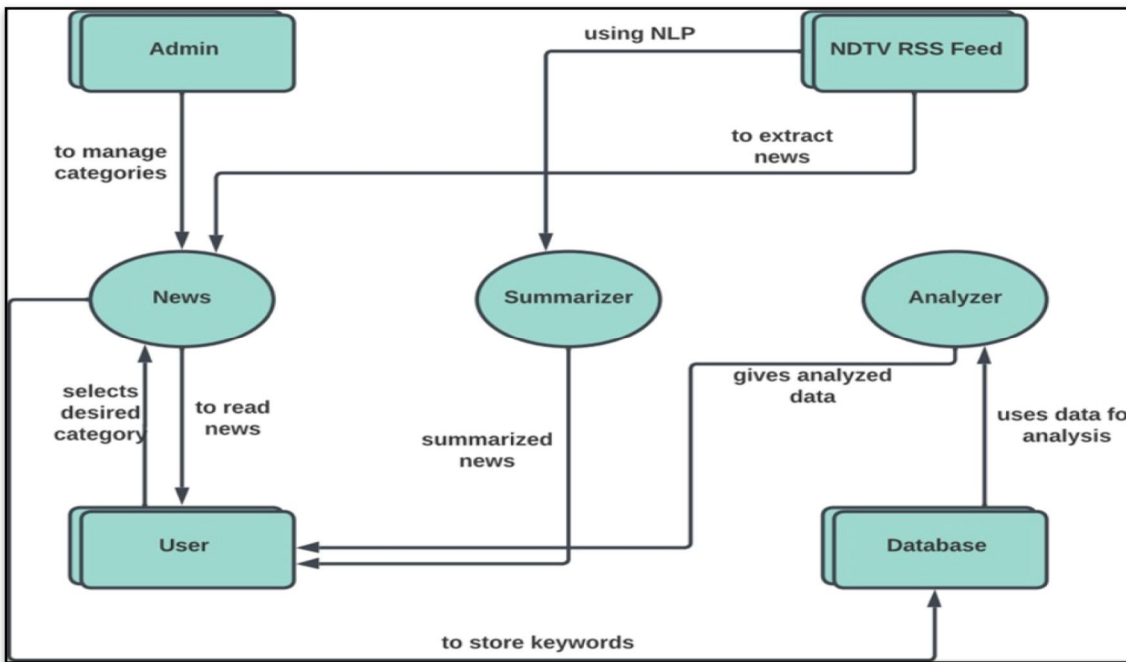 Admin
using NLP
NDTV RSS Feed
to manage
categories
to extract
news
News
Summarizer
Analyzer
selects
desired
category
to read
news
summarized
news
gives analyzed
data
uses data fo
analysis
User
Database
to store keywords